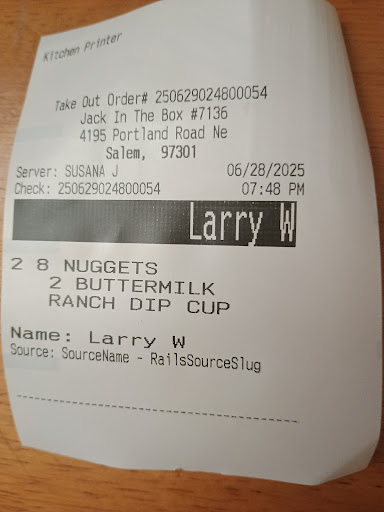 Kitchen Printer
Take Out Order# 250629024800054
Jack In The Box #7136
4195 Portland Road Ne
Salem, 97301
Server: SUSANA J 06/28/2025
Check: 250629024800054 07:48 PM
Larry W
2 8 NUGGETS
2 BUTTERMILK
RANCH DIP CUP
Name: Larry W
Source: SourceName - RailsSourceSlug